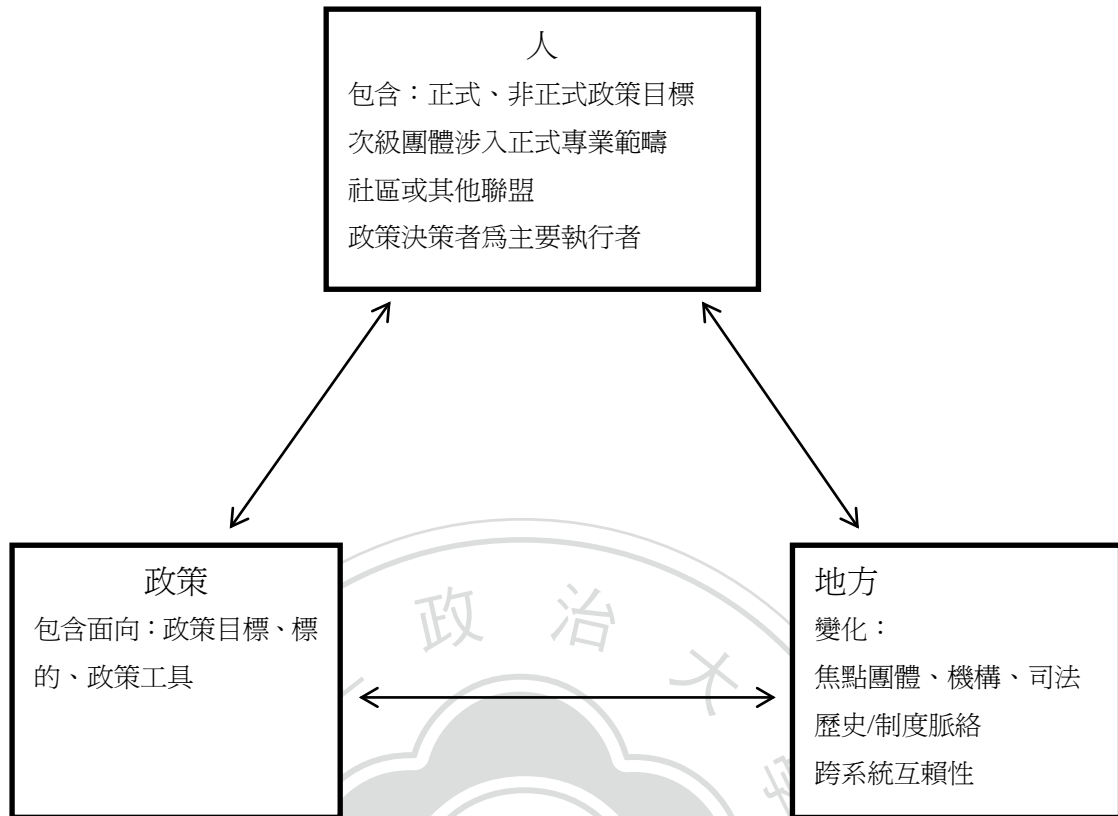 人
包含：正式、非正式政策目標
次級團體涉入正式專業範疇
社區或其他聯盟
政策決策者爲主要執行者
政策
包含面向：政策目標、標
的、政策工具
地方
變化：
焦點團體、機構、司法
歷史/制度脈絡
跨系統互賴性
政 治 大